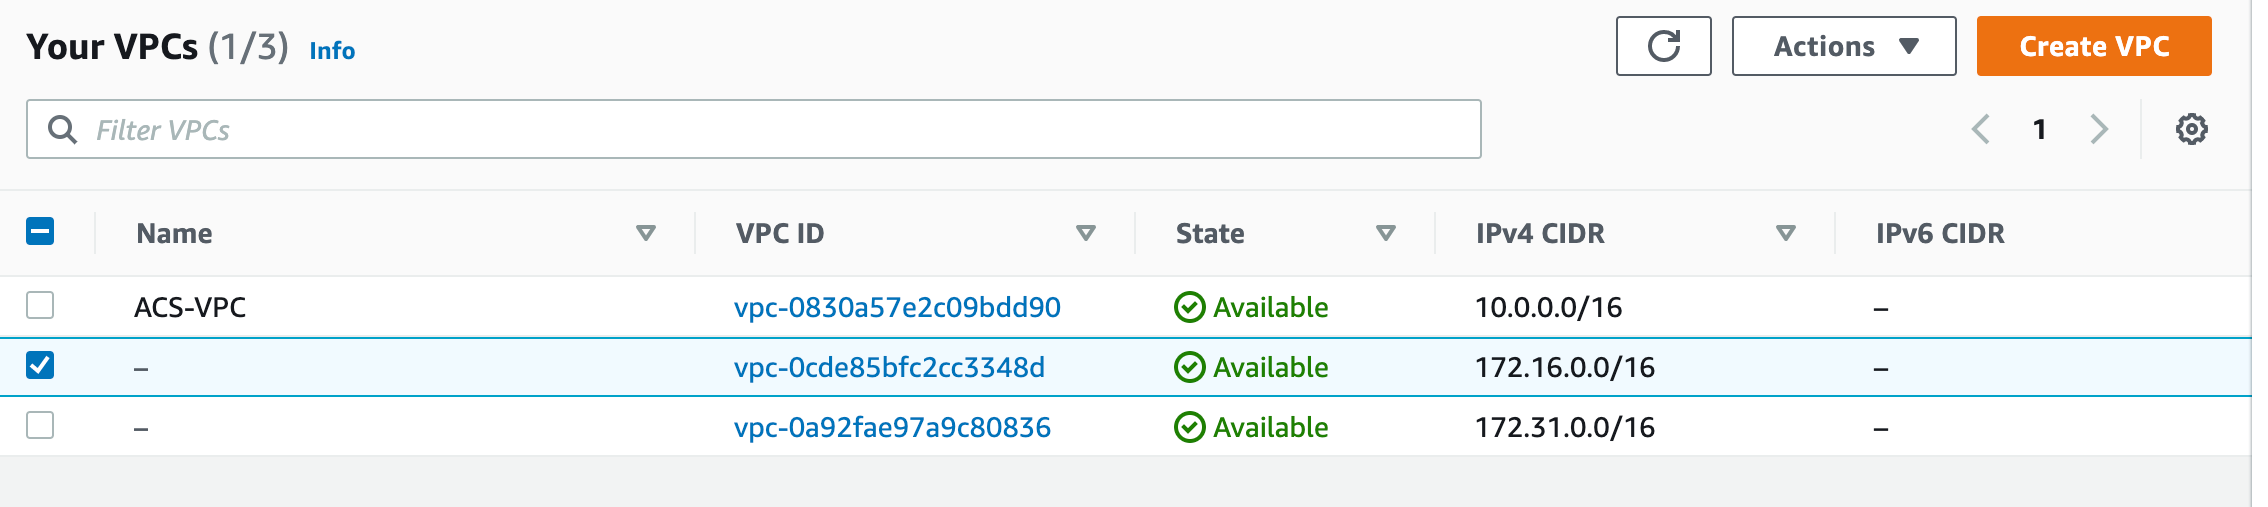 Your VPCs (1/3) Info Actions Create VPC
Filter VPCs 1
Name VPC ID State IPv4 CIDR IPv6 CIDR
ACS-VPC vpc-0830a57e2c09bdd90 Available 10.0.0.0/16 –
– vpc-0cde85bfc2cc3348d Available 172.16.0.0/16 –
– vpc-0a92fae97a9c80836 Available 172.31.0.0/16 –